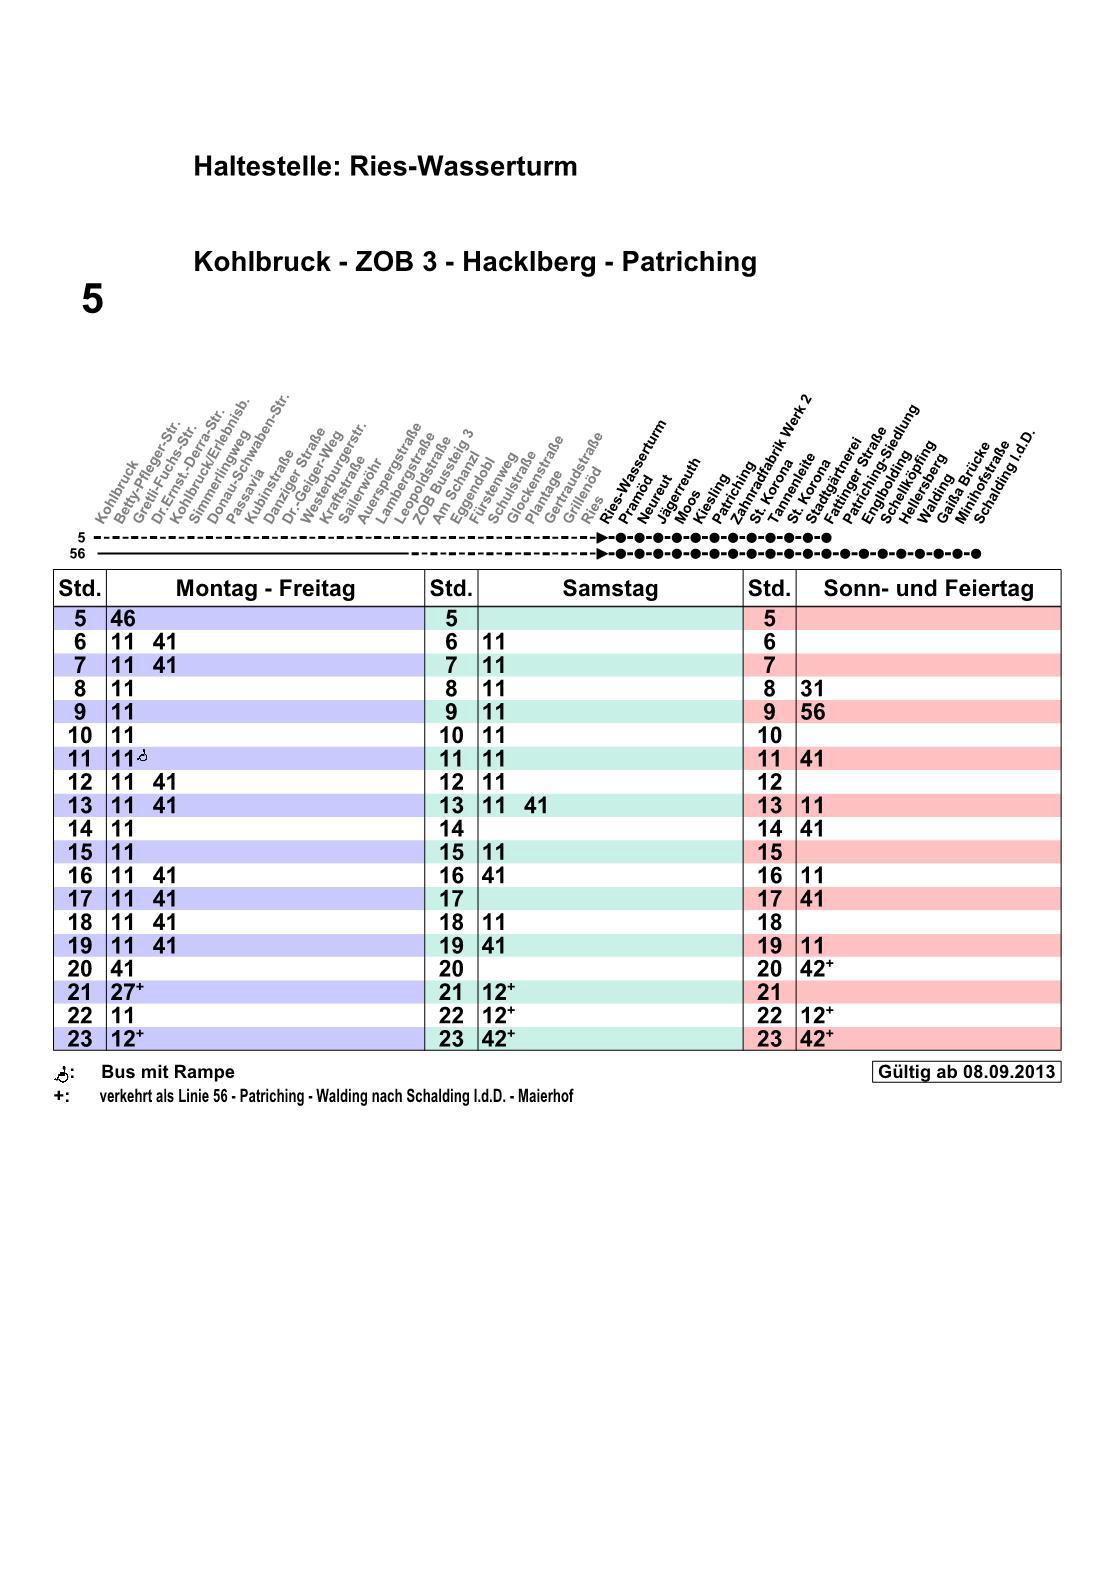 Haltestelle: Ries-Wasserturm
Kohlbruck - ZOB 3 - Hacklberg - Patriching
5
Kohlbruck
Betty-Pfleger-Str.
Gretl-Fuchs-Str.
Dr.Ernst.-Derra-Str.
Kohlbruck/Erlebnisb.
Simmerlingweg
Donau-Schwaben-Str.
Passavia
Kubinstraße
Danziger Straße
Dr.-Geiger-Weg
Westerburgerstr.
Kraftstraße
Sailerwöhr
Auerspergstraße
Lambergstraße
Leopoldstraße
ZOB Bussteig 3
Am Schanzl
Eggendobl
Fürstenweg
Schulstraße
Glockenstraße
Plantage
Gertraudstraße
Grillenöd
Ries
Ries-Wasserturm
Pramöd
Neureut
Jägerreuth
Moos
Kiesling
Patriching
Zahnradfabrik Werk 2
St. Korona
Tannenleite
St. Korona
Stadtgärtnerei
Fattinger Straße
Patriching-Siedlung
Englbolding
Schellköpfing
Hellersberg
Walding
Gaißa Brücke
Minihofstraße
Schalding l.d.D.
5
56
Std. Montag - Freitag Std. Samstag Std. Sonn- und Feiertag
5 46 5 5
6 11 41 6 11 6
7 11 41 7 11 7
8 11 8 11 8 31
9 11 9 11 9 56
10 11 10 11 10
11 11 11 11 11 41
12 11 41 12 11 12
13 11 41 13 11 41 13 11
14 11 14 14 41
15 11 15 11 15
16 11 41 16 41 16 11
17 11 41 17 17 41
18 11 41 18 11 18
19 11 41 19 41 19 11
20 41 20 20 42+
21 27+ 21 12+ 21
22 11 22 12+ 22 12+
23 12+ 23 42+ 23 42+
: Bus mit Rampe Gültig ab 08.09.2013
+: verkehrt als Linie 56 - Patriching - Walding nach Schalding l.d.D. - Maierhof